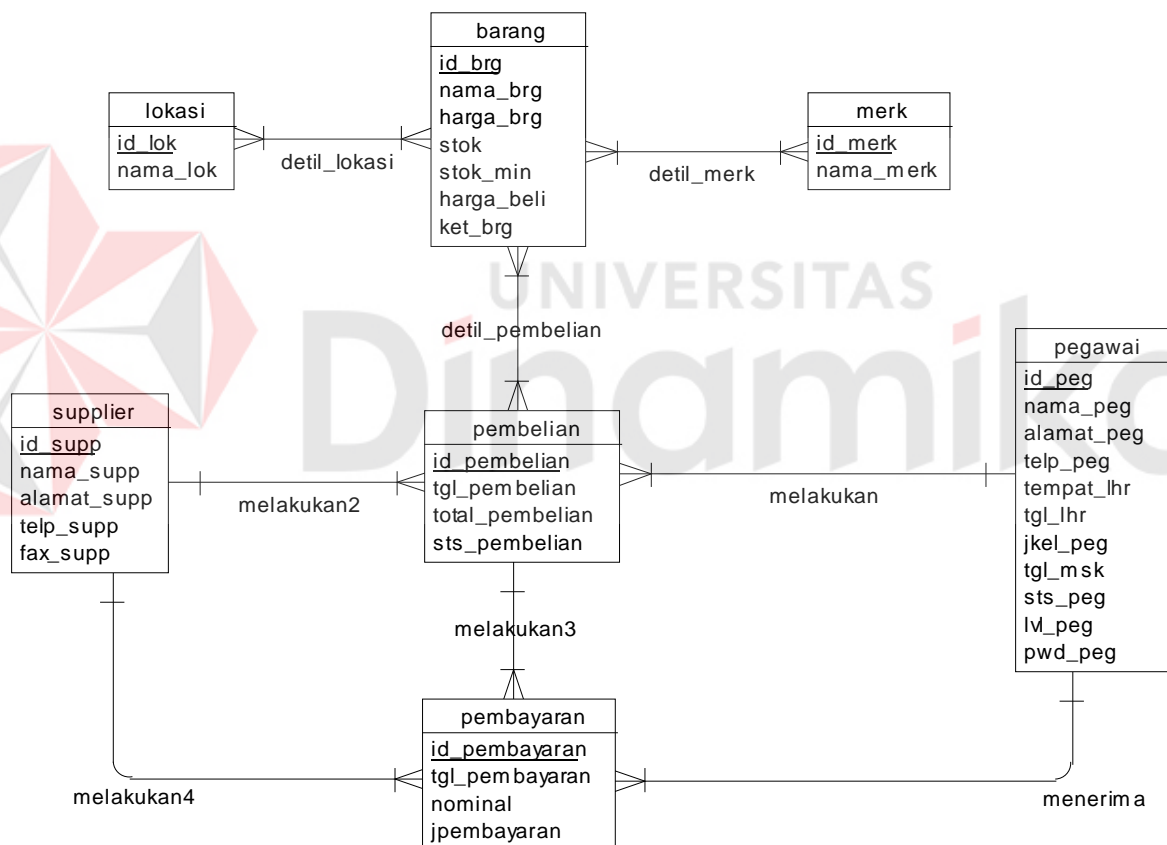 barang
id_brg
nama_brg
harga_brg
stok
stok_min
harga_beli
ket_brg
lokasi
id_lok
nama_lok
detil_lokasi
merk
id_merk
nama_merk
detil_merk
UNIVERSITAS
Dinamika
detil_pembelian
supplier
id_supp
nama_supp
alamat_supp
telp_supp
fax_supp
melakukan2
pembelian
id_pembelian
tgl_pembelian
total_pembelian
sts_pembelian
melakukan
pegawai
id_peg
nama_peg
alamat_peg
telp_peg
tempat_lhr
tgl_lhr
jkel_peg
tgl_msk
sts_peg
lvl_peg
pwd_peg
melakukan3
pembayaran
id_pembayaran
tgl_pembayaran
nominal
jpembayaran
melakukan4
menerima